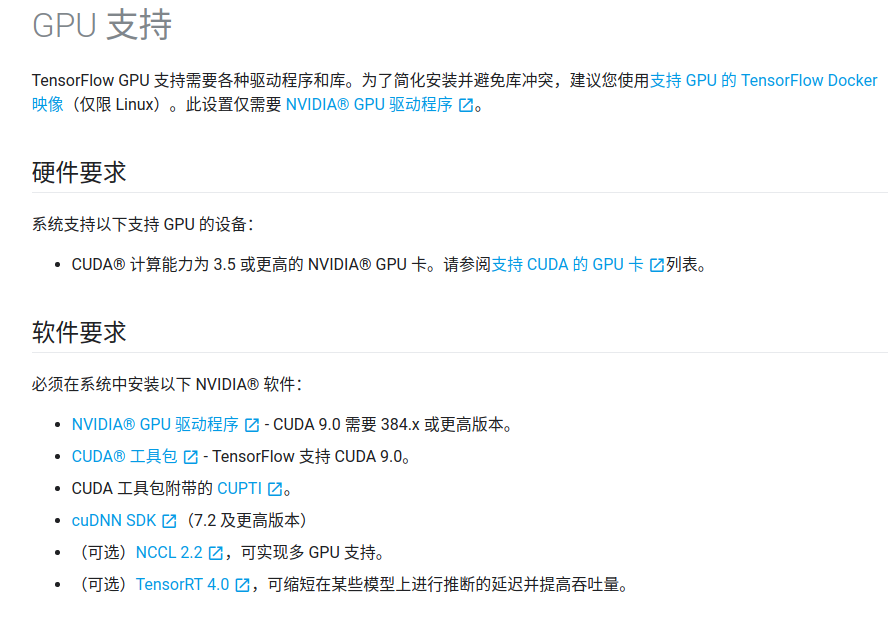 GPU 支持
TensorFlow GPU 支持需要各种驱动程序和库。为了简化安装并避免库冲突，建议您使用支持 GPU 的 TensorFlow Docker
映像（仅限 Linux）。此设置仅需要 NVIDIA® GPU 驱动程序 。
硬件要求
系统支持以下支持 GPU 的设备：
• CUDA® 计算能力为 3.5 或更高的 NVIDIA® GPU 卡。请参阅支持 CUDA 的 GPU 卡 列表。
软件要求
必须在系统中安装以下 NVIDIA® 软件：
• NVIDIA® GPU 驱动程序 - CUDA 9.0 需要 384.x 或更高版本。
• CUDA® 工具包 - TensorFlow 支持 CUDA 9.0。
• CUDA 工具包附带的 CUPTI 。
• cuDNN SDK （7.2 及更高版本）
• （可选）NCCL 2.2 ，可实现多 GPU 支持。
• （可选）TensorRT 4.0 ，可缩短在某些模型上进行推断的延迟并提高吞吐量。